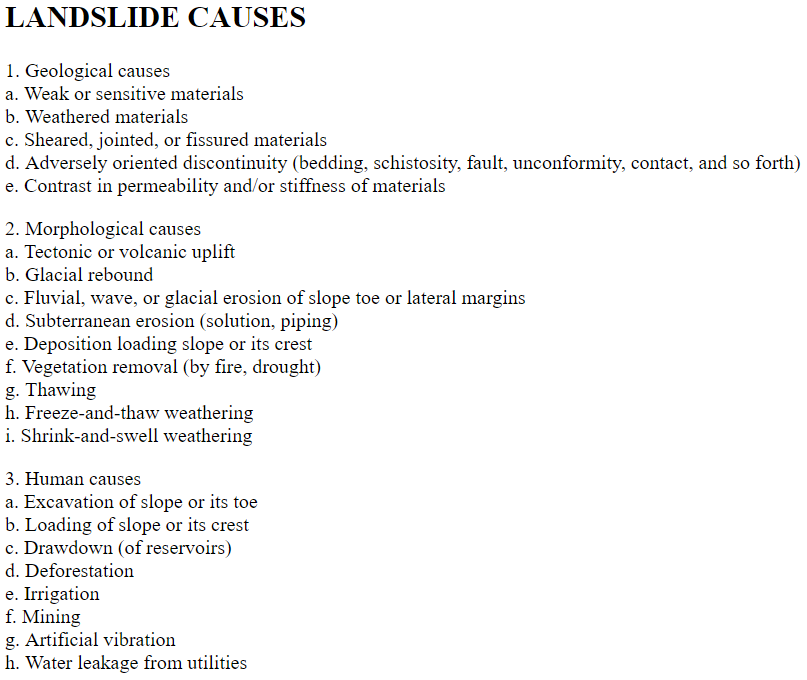 LANDSLIDE CAUSES
1. Geological causes
a. Weak or sensitive materials
b. Weathered materials
c. Sheared, jointed, or fissured materials
d. Adversely oriented discontinuity (bedding, schistosity, fault, unconformity, contact, and so forth)
e. Contrast in permeability and/or stiffness of materials
2. Morphological causes
a. Tectonic or volcanic uplift
b. Glacial rebound
c. Fluvial, wave, or glacial erosion of slope toe or lateral margins
d. Subterranean erosion (solution, piping)
e. Deposition loading slope or its crest
f. Vegetation removal (by fire, drought)
g. Thawing
h. Freeze-and-thaw weathering
i. Shrink-and-swell weathering
3. Human causes
a. Excavation of slope or its toe
b. Loading of slope or its crest
c. Drawdown (of reservoirs)
d. Deforestation
e. Irrigation
f. Mining
g. Artificial vibration
h. Water leakage from utilities